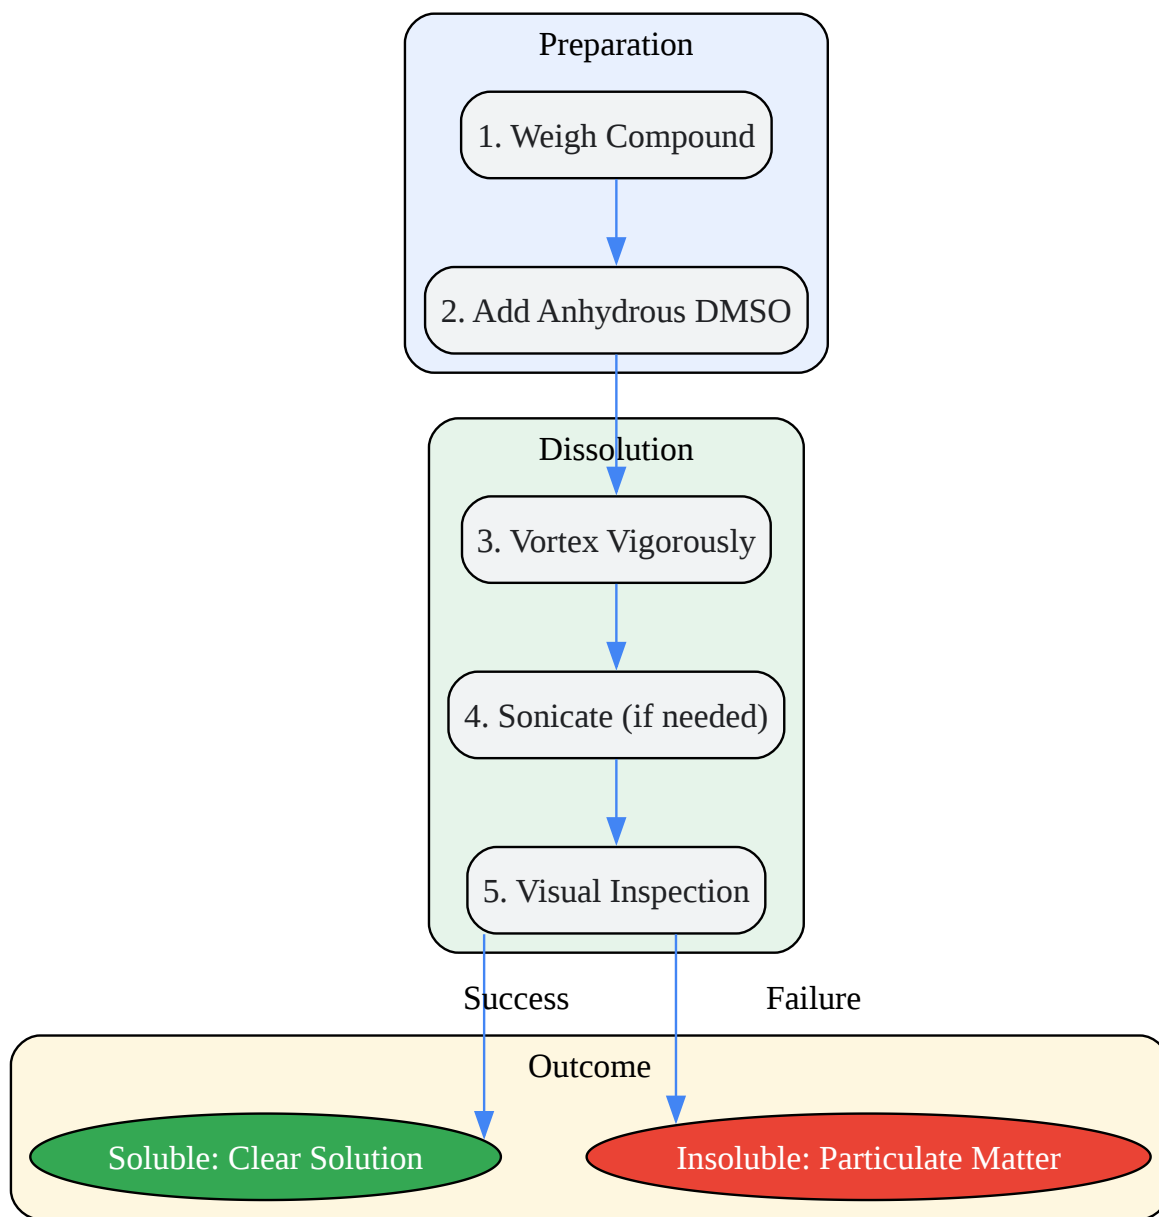 Preparation
1. Weigh Compound
2. Add Anhydrous DMSO
Dissolution
3. Vortex Vigorously
4. Sonicate (if needed)
5. Visual Inspection
Success
Failure
Outcome
Soluble: Clear Solution
Insoluble: Particulate Matter